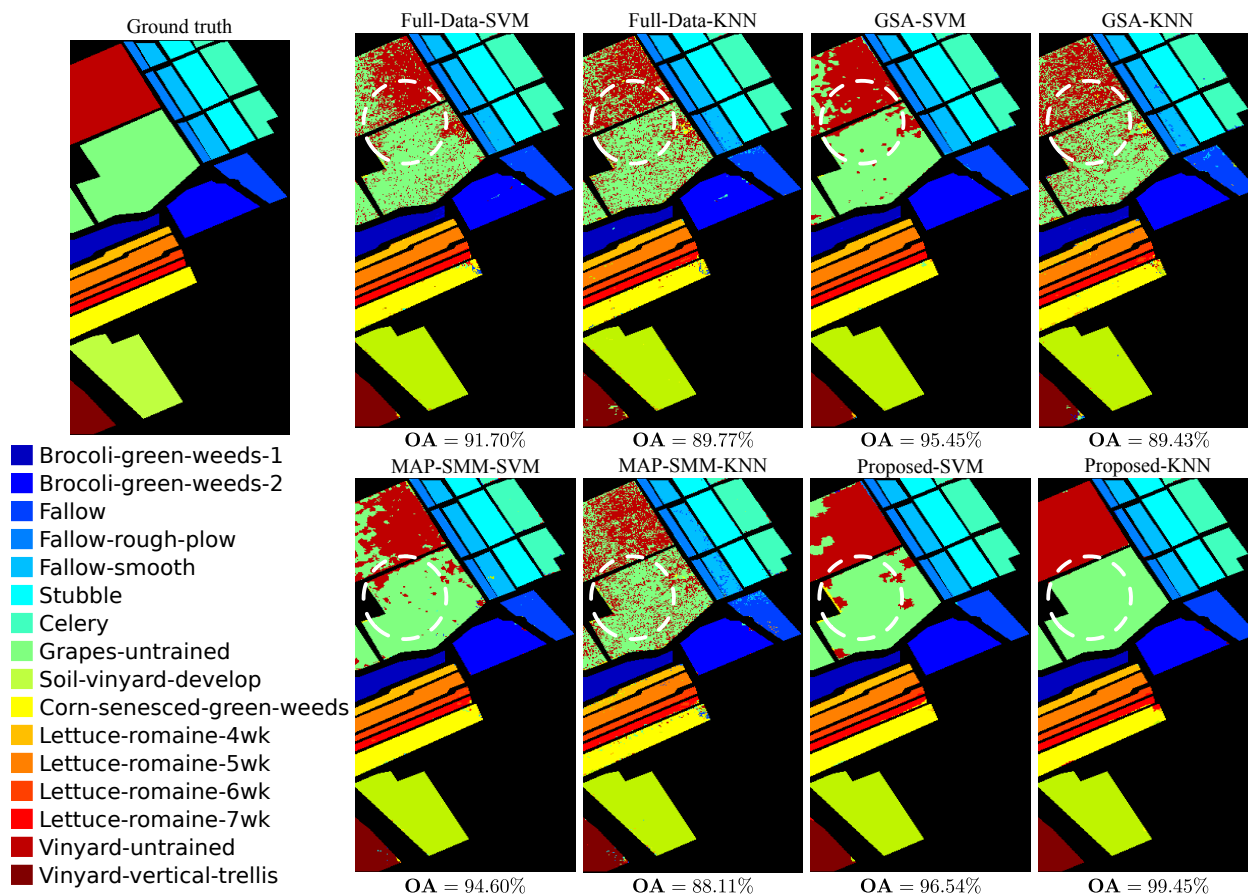 Ground truth
Full-Data-SVM
Full-Data-KNN
GSA-SVM
GSA-KNN
OA = 91.70%
OA = 89.77%
OA = 95.45%
OA = 89.43%
MAP-SMM-SVM
MAP-SMM-KNN
Proposed-SVM
Proposed-KNN
OA = 94.60%
OA = 88.11%
OA = 96.54%
OA = 99.45%
Brocoli-green-weeds-1
Brocoli-green-weeds-2
Fallow
Fallow-rough-plow
Fallow-smooth
Stubble
Celery
Grapes-untrained
Soil-vinyard-develop
Corn-senesced-green-weeds
Lettuce-romaine-4wk
Lettuce-romaine-5wk
Lettuce-romaine-6wk
Lettuce-romaine-7wk
Vinyard-untrained
Vinyard-vertical-trellis